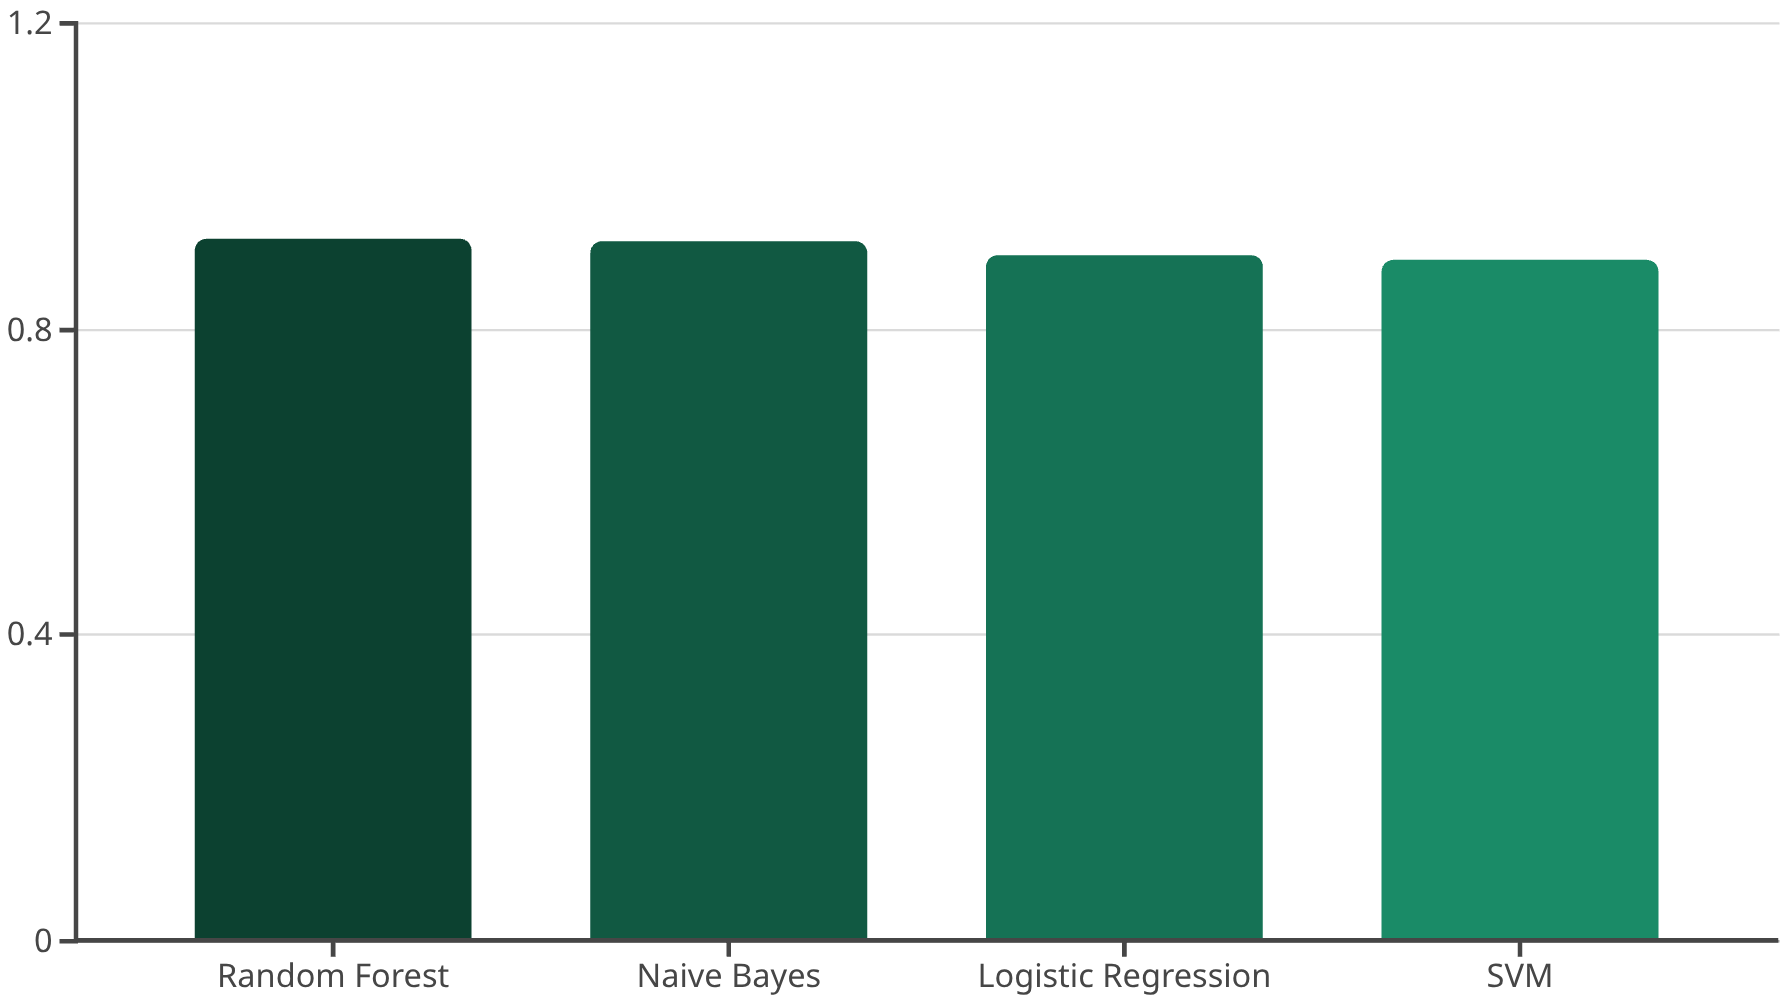 1.2
0.8
0.4
0
Random Forest
Naive Bayes
Logistic Regression
SVM